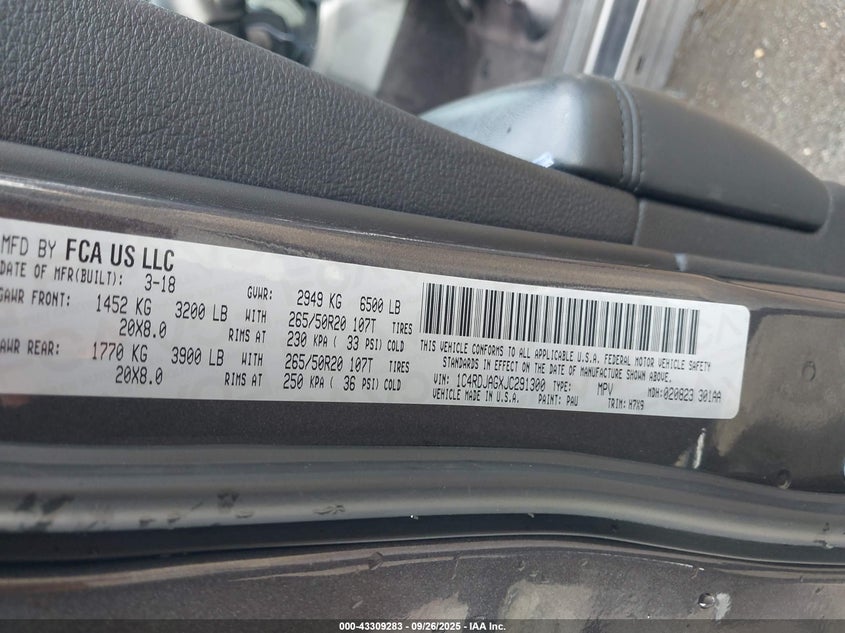 MFD BY FCA US LLC
DATE OF MFR(BUILT): 3-18 GVWR: 2949 KG 6500 LB
GAWR FRONT: 1452 KG 3200 LB WITH 265/50R20 107T TIRES
20X8.0 RIMS AT 230 KPA ( 33 PSI) COLD
AWR REAR: 1770 KG 3900 LB WITH 265/50R20 107T TIRES
20X8.0 RIMS AT 250 KPA ( 36 PSI) COLD
THIS VEHICLE CONFORMS TO ALL APPLICABLE U.S.A. FEDERAL MOTOR VEHICLE SAFETY
STANDARDS IN EFFECT ON THE DATE OF MANUFACTURE SHOWN ABOVE.
VIN: 1C4RDJAGXJC291300 TYPE: MPV MDH:020823 301AA
VEHICLE MADE IN U.S.A. PAINT: PAU TRIM: H7X9
000-43309283 - 09/26/2025 - IAA Inc.